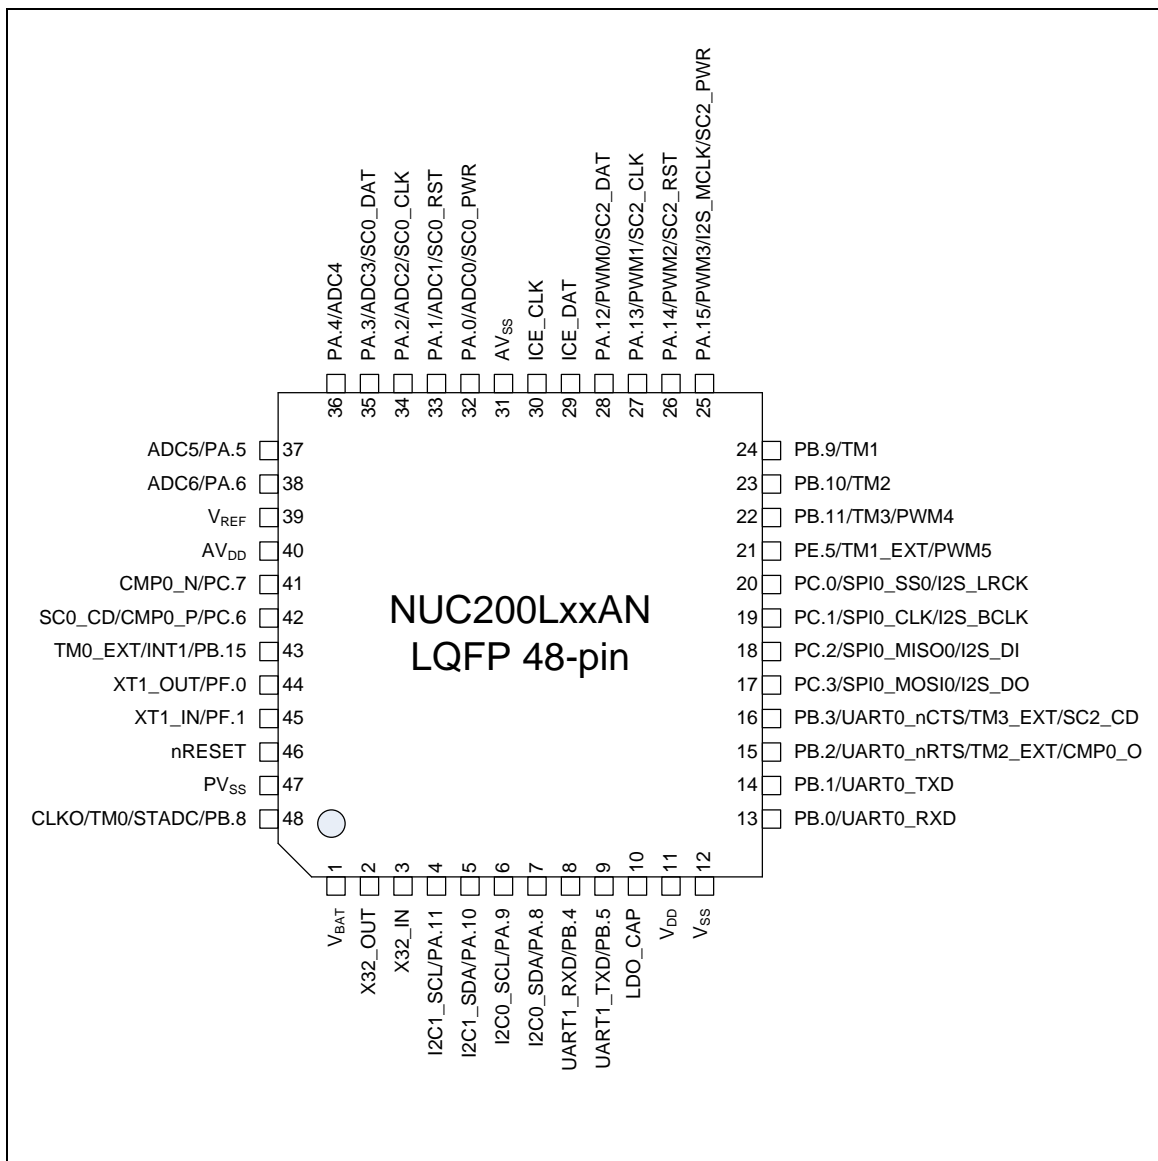 PA.4/ADC4
PA.3/ADC3/SC0_DAT
PA.2/ADC2/SC0_CLK
PA.1/ADC1/SC0_RST
PA.0/ADC0/SC0_PWR
AVSS
ICE_CLK
ICE_DAT
PA.12/PWM0/SC2_DAT
PA.13/PWM1/SC2_CLK
PA.14/PWM2/SC2_RST
PA.15/PWM3/I2S_MCLK/SC2_PWR
36 35 34 33 32 31 30 29 28 27 26 25
ADC5/PA.5 37
ADC6/PA.6 38
VREF 39
AVDD 40
CMP0_N/PC.7 41
SC0_CD/CMP0_P/PC.6 42
TM0_EXT/INT1/PB.15 43
XT1_OUT/PF.0 44
XT1_IN/PF.1 45
nRESET 46
PVSS 47
CLKO/TM0/STADC/PB.8 48
NUC200LxxAN
LQFP 48-pin
24 PB.9/TM1
23 PB.10/TM2
22 PB.11/TM3/PWM4
21 PE.5/TM1_EXT/PWM5
20 PC.0/SPI0_SS0/I2S_LRCK
19 PC.1/SPI0_CLK/I2S_BCLK
18 PC.2/SPI0_MISO0/I2S_DI
17 PC.3/SPI0_MOSI0/I2S_DO
16 PB.3/UART0_nCTS/TM3_EXT/SC2_CD
15 PB.2/UART0_nRTS/TM2_EXT/CMP0_O
14 PB.1/UART0_TXD
13 PB.0/UART0_RXD
1 2 3 4 5 6 7 8 9 10 11 12
VBAT
X32_OUT
X32_IN
I2C1_SCL/PA.11
I2C1_SDA/PA.10
I2C0_SCL/PA.9
I2C0_SDA/PA.8
UART1_RXD/PB.4
UART1_TXD/PB.5
LDO_CAP
VDD
VSS